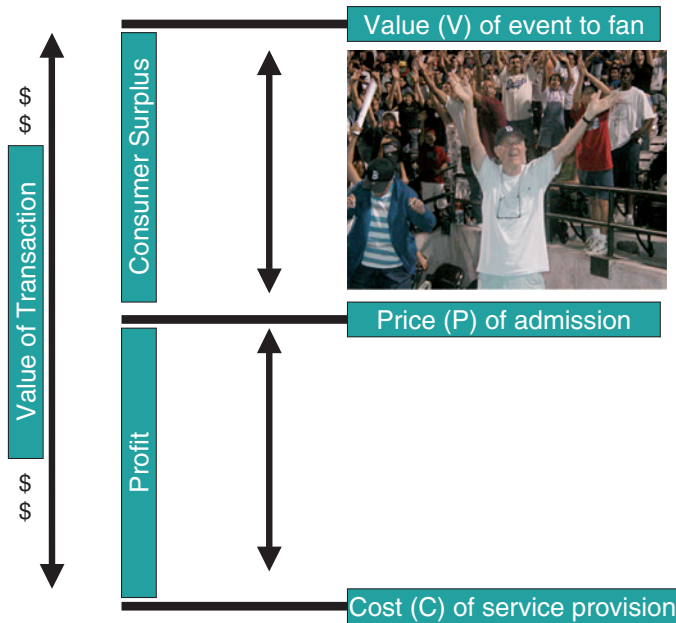 Value (V) of event to fan
$
$
Consumer Surplus
Value of Transaction
Price (P) of admission
Profit
$
$
Cost (C) of service provision